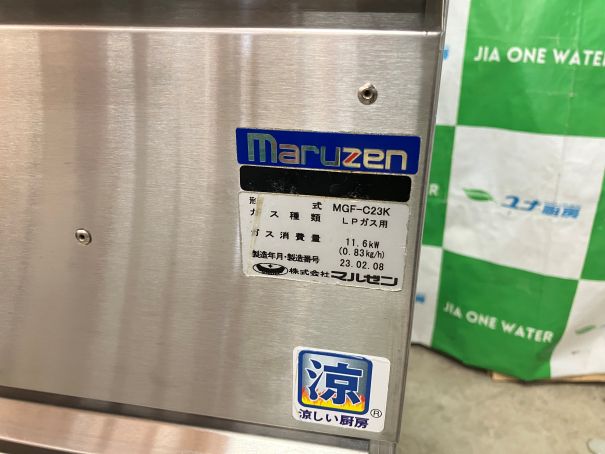 maruzen
形式 MGF-C23K
ガス種類 LPガス用
ガス消費量 11.6kW
(0.83kg/h)
製造年月・製造番号 23.02.08
株式会社マルゼン
涼
涼しい厨房®
JIA ONE WATER
ユナ厨房
JIA ONE WATER